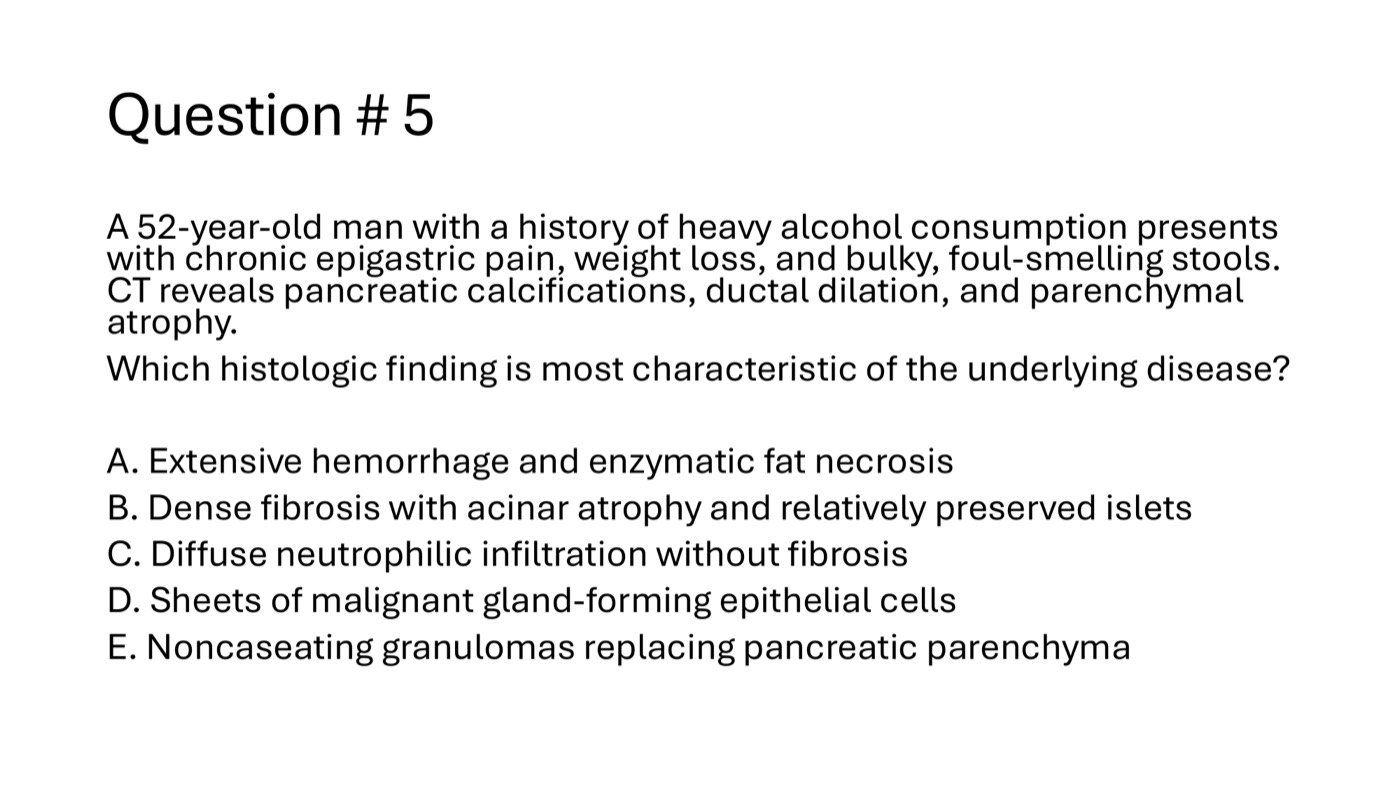 Question # 5
A 52-year-old man with a history of heavy alcohol consumption presents
with chronic epigastric pain, weight loss, and bulky, foul-smelling stools.
CT reveals pancreatic calcifications, ductal dilation, and parenchymal
atrophy.
Which histologic finding is most characteristic of the underlying disease?
A. Extensive hemorrhage and enzymatic fat necrosis
B. Dense fibrosis with acinar atrophy and relatively preserved islets
C. Diffuse neutrophilic infiltration without fibrosis
D. Sheets of malignant gland-forming epithelial cells
E. Noncaseating granulomas replacing pancreatic parenchyma